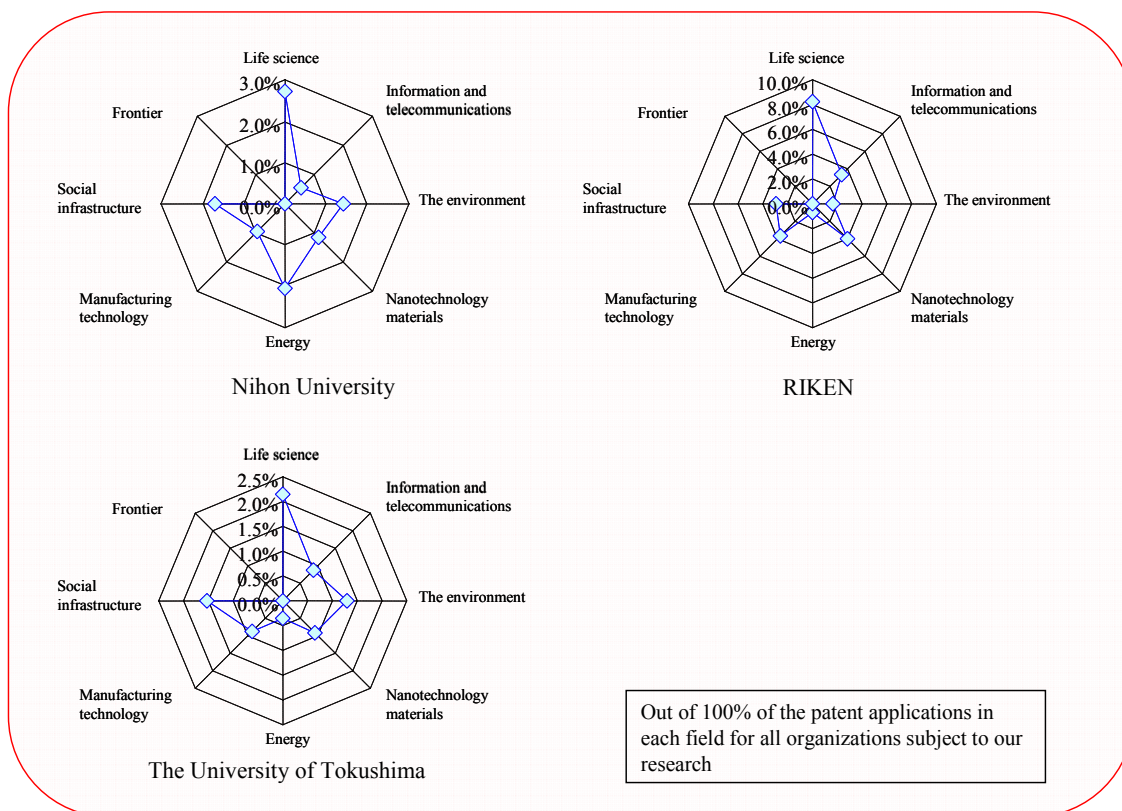 Life science
3.0%
Information and
telecommunications
Frontier
2.0%
1.0%
Social
infrastructure
0.0%
The environment
Manufacturing
technology
Nanotechnology
materials
Energy
Nihon University
Life science
10.0%
Information and
telecommunications
8.0%
Frontier
6.0%
4.0%
Social
infrastructure
2.0%
0.0%
The environment
Manufacturing
technology
Nanotechnology
materials
Energy
RIKEN
Life science
2.5%
Information and
telecommunications
2.0%
Frontier
1.5%
1.0%
Social
infrastructure
0.5%
0.0%
The environment
Manufacturing
technology
Nanotechnology
materials
Energy
The University of Tokushima
Out of 100% of the patent applications in
each field for all organizations subject to our
research